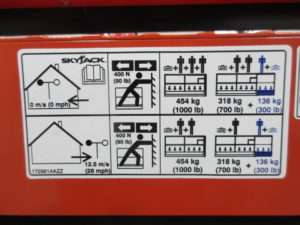 SKYJACK
400 N
(90 lb)
0 m/s (0 mph)
454 kg
(1000 lb)
318 kg
(700 lb)
+
136 kg
(300 lb)
400 N
(90 lb)
12.5 m/s
(28 mph)
454 kg
(1000 lb)
318 kg
(700 lb)
+
136 kg
(300 lb)